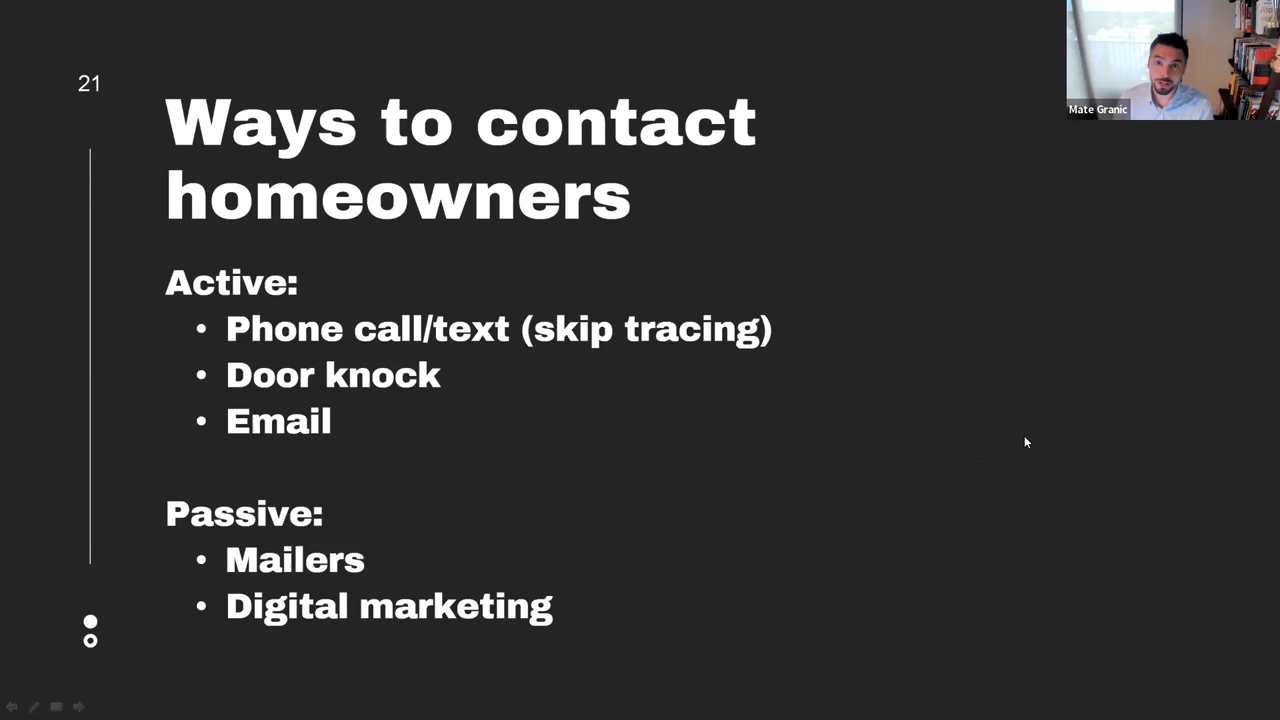 21
Ways to contact
homeowners
Active:
• Phone call/text (skip tracing)
• Door knock
• Email
Passive:
• Mailers
• Digital marketing
Mate Granic